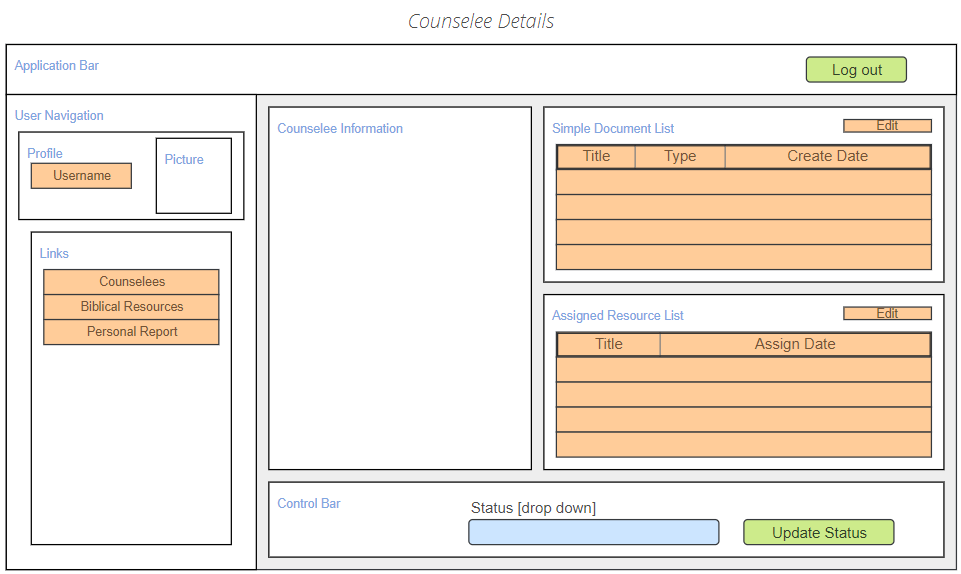 Counselee Details
Application Bar
Log out
User Navigation
Profile
Username
Picture
Links
Counselees
Biblical Resources
Personal Report
Counselee Information
Simple Document List
Edit
Title Type Create Date
Assigned Resource List
Edit
Title Assign Date
Control Bar
Status [drop down]
Update Status